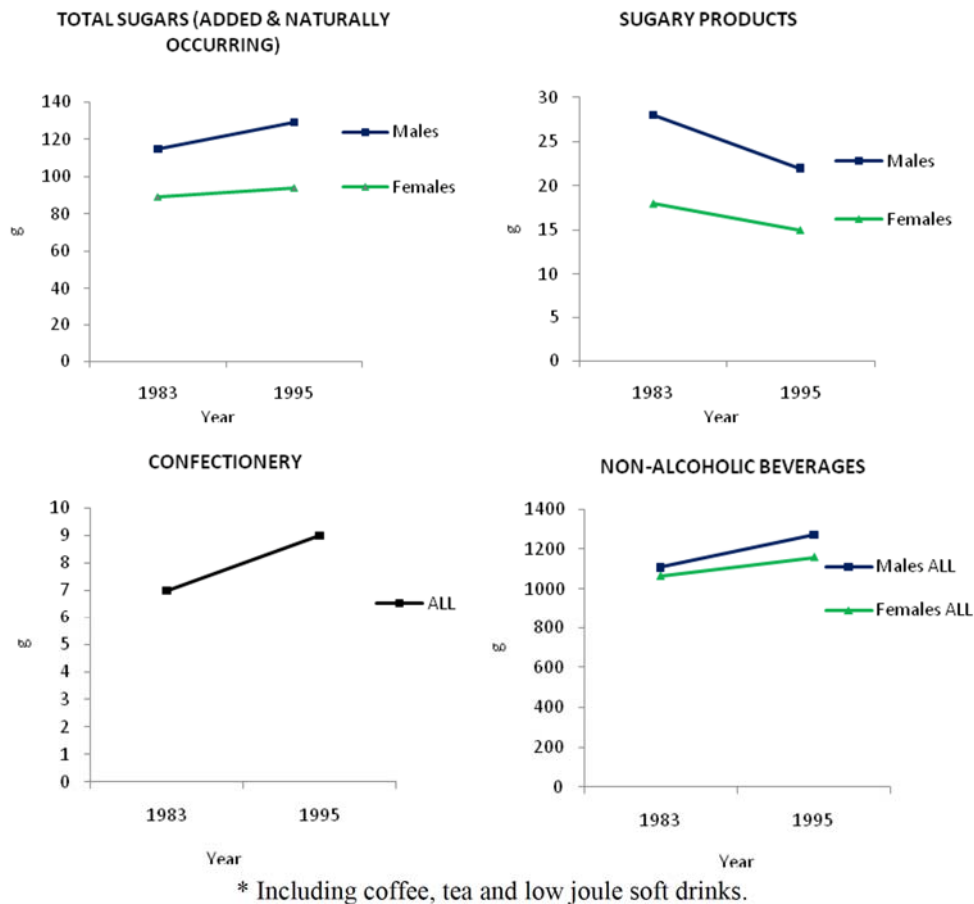 TOTAL SUGARS (ADDED & NATURALLY
OCCURRING)
140
120
100
80
60
40
20
0
g
1983
1995
Year
Males
Females
SUGARY PRODUCTS
30
25
20
15
10
5
0
g
1983
1995
Year
Males
Females
CONFECTIONERY
10
9
8
7
6
5
4
3
2
1
0
g
1983
1995
Year
ALL
NON-ALCOHOLIC BEVERAGES
1400
1200
1000
800
600
400
200
0
g
1983
1995
Year
Males ALL
Females ALL
* Including coffee, tea and low joule soft drinks.